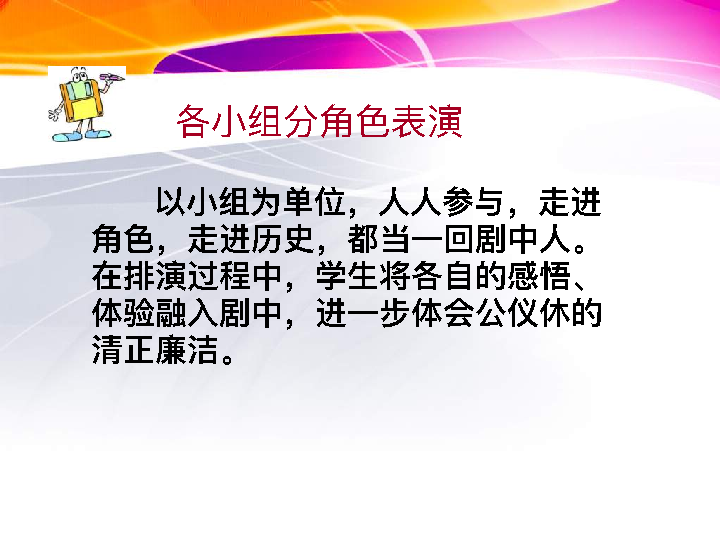 各小组分角色表演
以小组为单位，人人参与，走进
角色，走进历史，都当一回剧中人。
在排演过程中，学生将各自的感悟、
体验融入剧中，进一步体会公仪休的
清正廉洁。